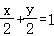 x/2 + y/2 = 1